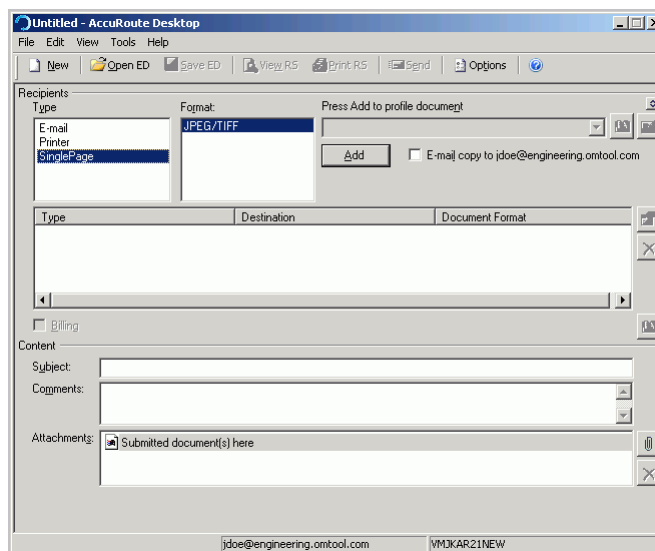 Untitled - AccuRoute Desktop
File Edit View Tools Help
New Open ED Save ED View RS Print RS Send Options
Recipients
Type Format: Press Add to profile document
E-mail JPEG/TIFF
Printer
SinglePage
Add E-mail copy to jdoe@engineering.omtool.com
Type Destination Document Format
Billing
Content
Subject:
Comments:
Attachments: Submitted document(s) here
jdoe@engineering.omtool.com VMJKAR21NEW